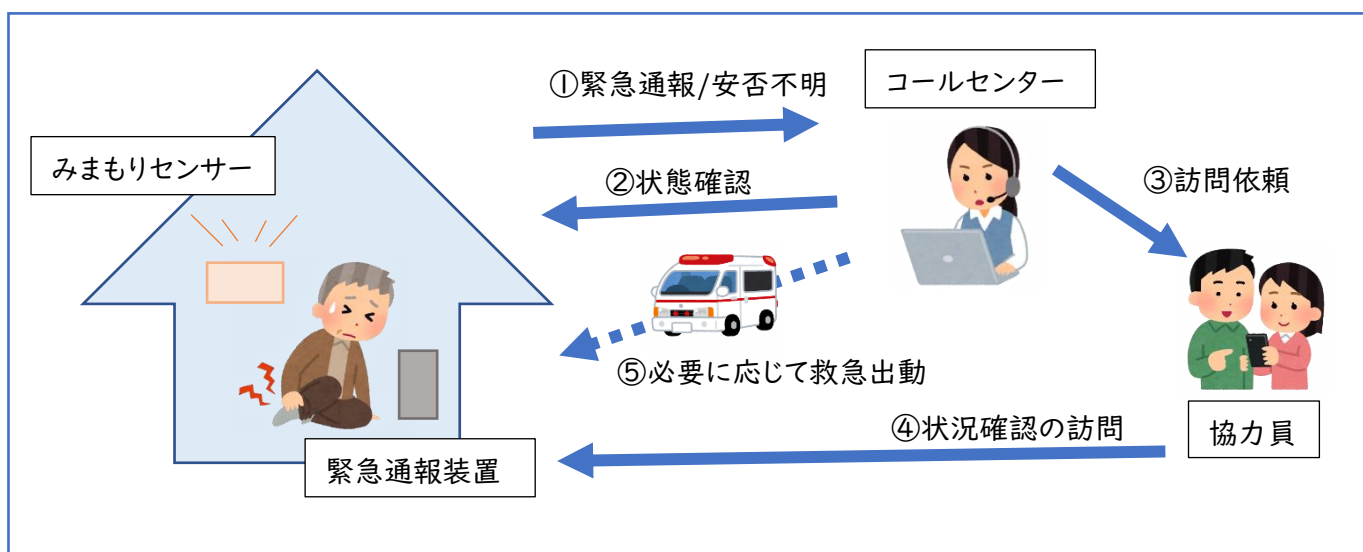 ①緊急通報/安否不明
コールセンター
みまもりセンサー
②状態確認
③訪問依頼
⑤必要に応じて救急出動
④状況確認の訪問
協力員
緊急通報装置